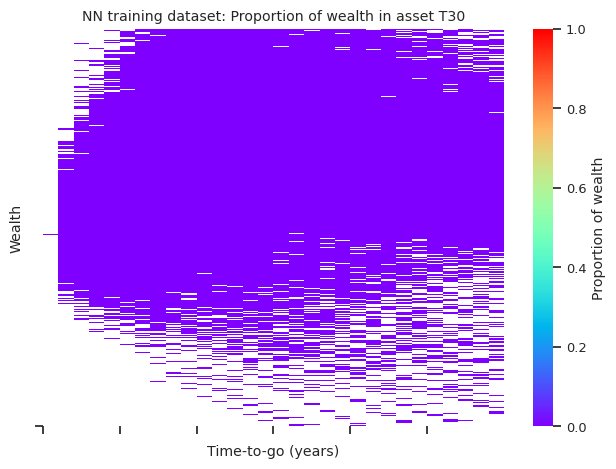 NN training dataset: Proportion of wealth in asset T30
Wealth
Time-to-go (years)
1.0
0.8
0.6
0.4
0.2
0.0
Proportion of wealth